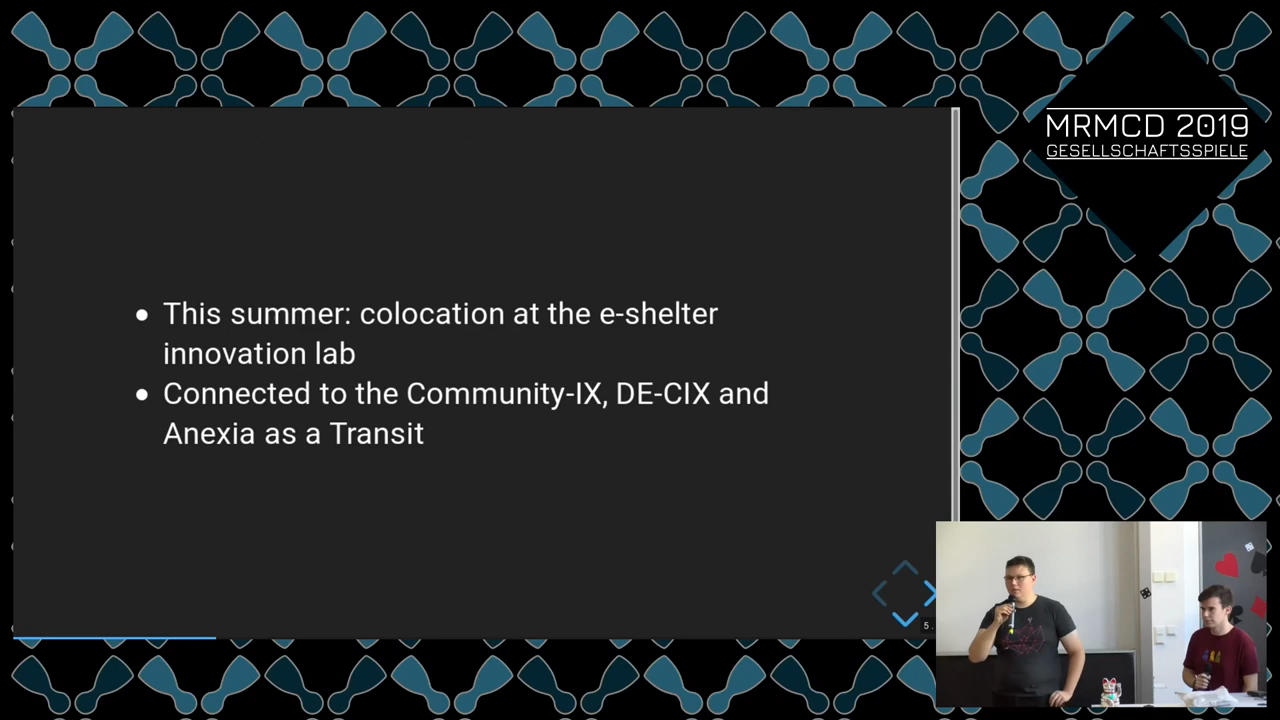 MRMCD 2019
GESELLSCHAFTSSPIELE
• This summer: colocation at the e-shelter
innovation lab
• Connected to the Community-IX, DE-CIX and
Anexia as a Transit
5.